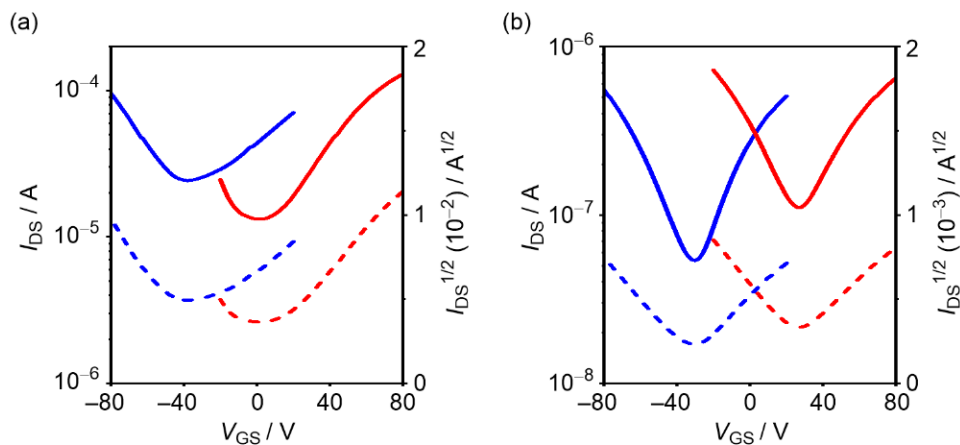 (a)
10⁻⁴
10⁻⁵
10⁻⁶
I_DS / A
2
1
0
I_DS^1/2 (10⁻²) / A^1/2
–80 –40 0 40 80
V_GS / V
(b)
10⁻⁶
10⁻⁷
10⁻⁸
I_DS / A
2
1
0
I_DS^1/2 (10⁻³) / A^1/2
–80 –40 0 40 80
V_GS / V